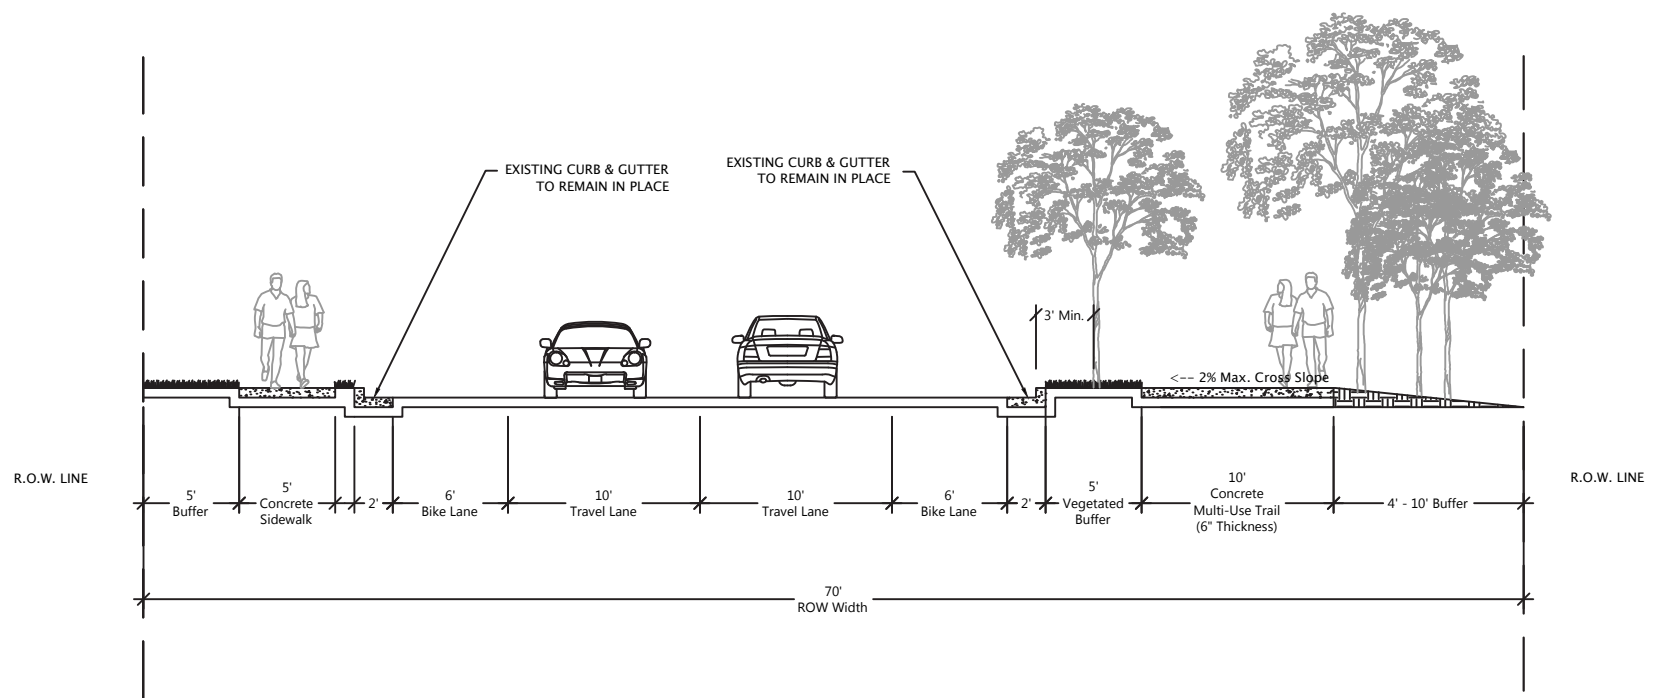 EXISTING CURB & GUTTER
TO REMAIN IN PLACE
EXISTING CURB & GUTTER
TO REMAIN IN PLACE
3' Min.
<-- 2% Max. Cross Slope
R.O.W. LINE
5'
Buffer
5'
Concrete
Sidewalk
2'
6'
Bike Lane
10'
Travel Lane
10'
Travel Lane
6'
Bike Lane
2'
5'
Vegetated
Buffer
10'
Concrete
Multi-Use Trail
(6" Thickness)
4' - 10' Buffer
R.O.W. LINE
70'
ROW Width